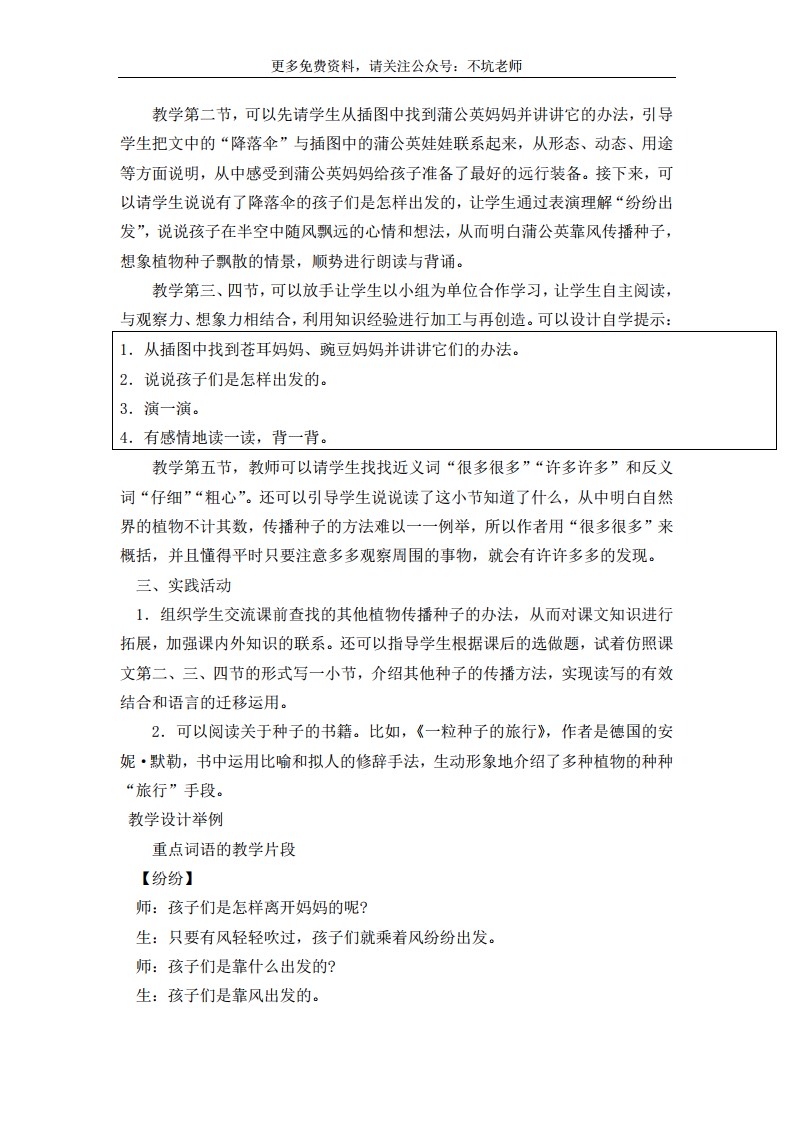 更多免费资料，请关注公众号：不坑老师
教学第二节，可以先请学生从插图中找到蒲公英妈妈并讲讲它的办法，引导
学生把文中的“降落伞”与插图中的蒲公英娃娃联系起来，从形态、动态、用途
等方面说明，从中感受到蒲公英妈妈给孩子准备了最好的远行装备。接下来，可
以请学生说说有了降落伞的孩子们是怎样出发的，让学生通过表演理解“纷纷出
发”，说说孩子在半空中随风飘远的心情和想法，从而明白蒲公英靠风传播种子，
想象植物种子飘散的情景，顺势进行朗读与背诵。
教学第三、四节，可以放手让学生以小组为单位合作学习，让学生自主阅读，
与观察力、想象力相结合，利用知识经验进行加工与再创造。可以设计自学提示：
1．从插图中找到苍耳妈妈、豌豆妈妈并讲讲它们的办法。
2．说说孩子们是怎样出发的。
3．演一演。
4．有感情地读一读，背一背。
教学第五节，教师可以请学生找找近义词“很多很多”“许多许多”和反义
词“仔细”“粗心”。还可以引导学生说说读了这小节知道了什么，从中明白自然
界的植物不计其数，传播种子的方法难以一一例举，所以作者用“很多很多”来
概括，并且懂得平时只要注意多多观察周围的事物，就会有许许多多的发现。
三、实践活动
1．组织学生交流课前查找的其他植物传播种子的办法，从而对课文知识进行
拓展，加强课内外知识的联系。还可以指导学生根据课后的选做题，试着仿照课
文第二、三、四节的形式写一小节，介绍其他种子的传播方法，实现读写的有效
结合和语言的迁移运用。
2．可以阅读关于种子的书籍。比如，《一粒种子的旅行》，作者是德国的安
妮·默勒，书中运用比喻和拟人的修辞手法，生动形象地介绍了多种植物的种种
“旅行”手段。
教学设计举例
重点词语的教学片段
【纷纷】
师：孩子们是怎样离开妈妈的呢?
生：只要有风轻轻吹过，孩子们就乘着风纷纷出发。
师：孩子们是靠什么出发的?
生：孩子们是靠风出发的。